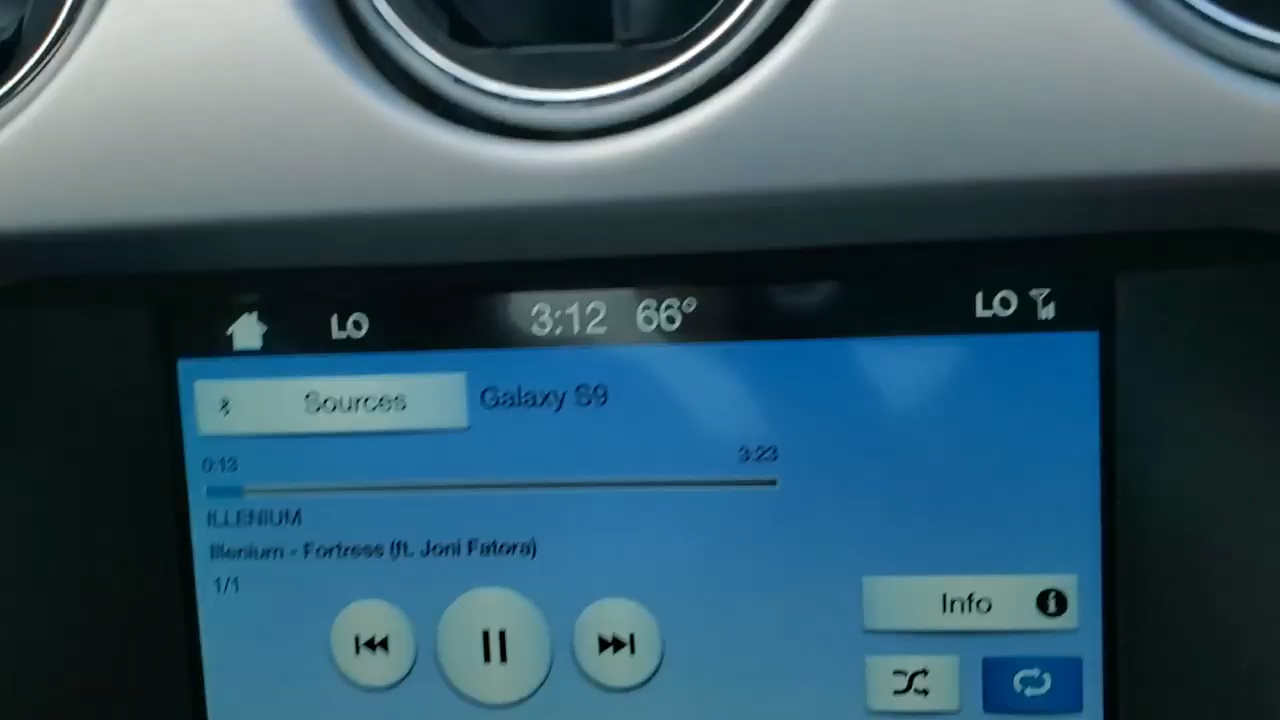 LO 3:12 66° LO
Sources Galaxy S9
0:13 3:23
ILLENIUM
Illenium - Fortress (ft. Joni Fatora)
1/1
Info